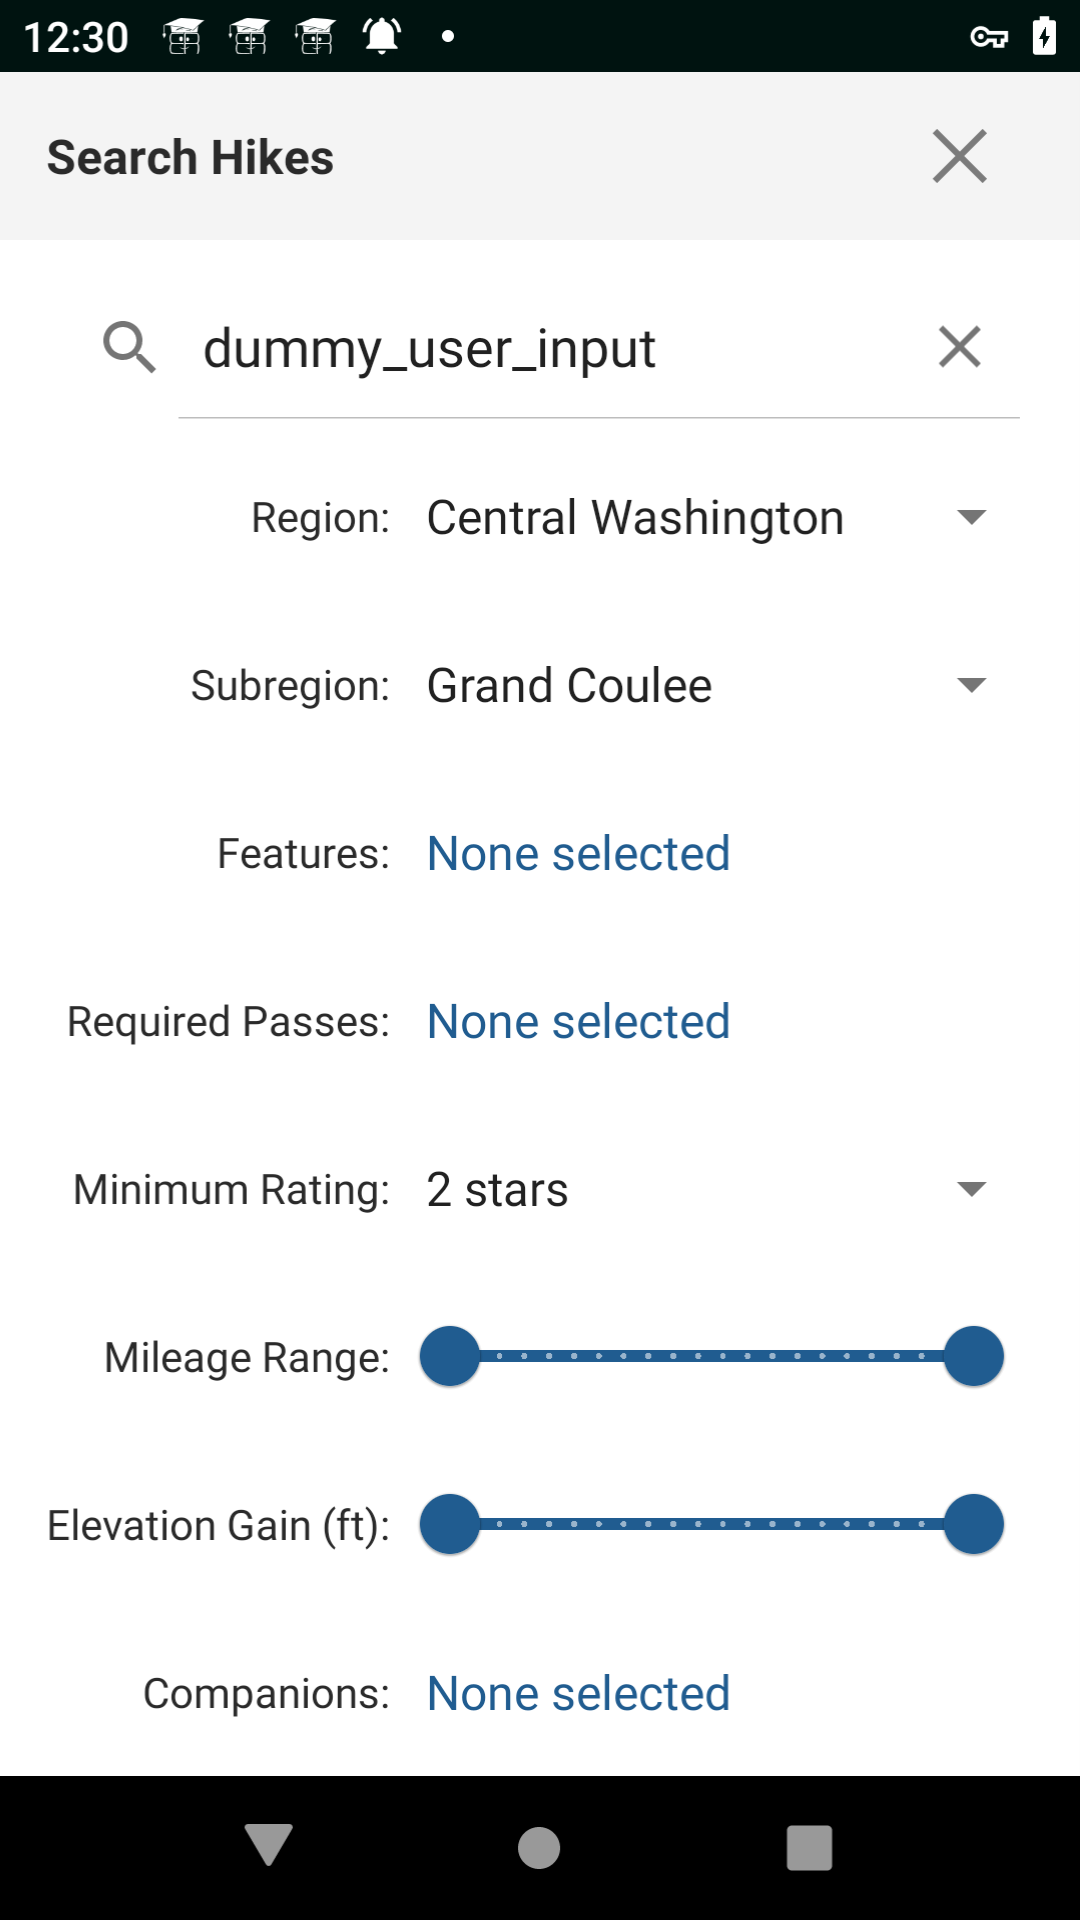 12:30
Search Hikes
dummy_user_input
Region: Central Washington
Subregion: Grand Coulee
Features: None selected
Required Passes: None selected
Minimum Rating: 2 stars
Mileage Range:
Elevation Gain (ft):
Companions: None selected